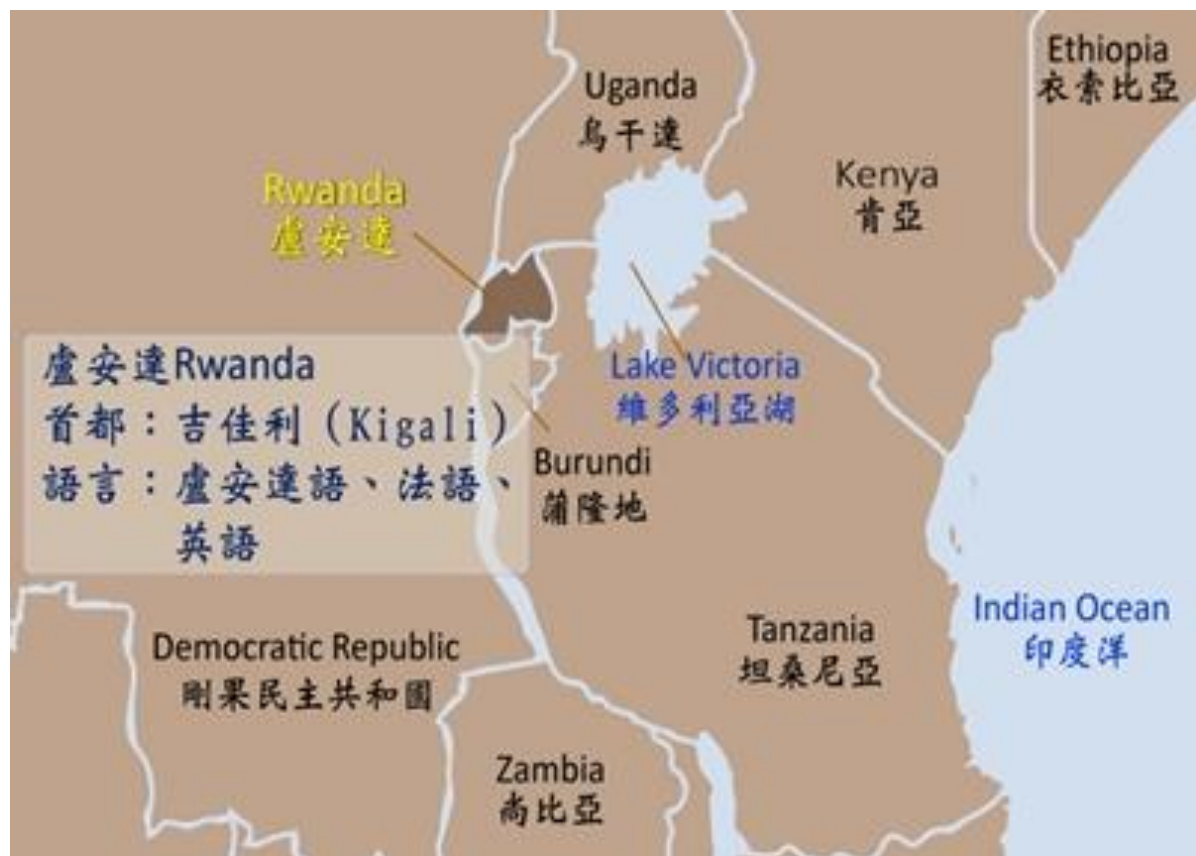 Ethiopia
衣索比亞
Uganda
烏干達
Kenya
肯亞
Rwanda
盧安達
盧安達Rwanda
首都：吉佳利（Kigali）
語言：盧安達語、法語、
英語
Lake Victoria
維多利亞湖
Burundi
蒲隆地
Indian Ocean
印度洋
Tanzania
坦桑尼亞
Democratic Republic
剛果民主共和國
Zambia
尚比亞